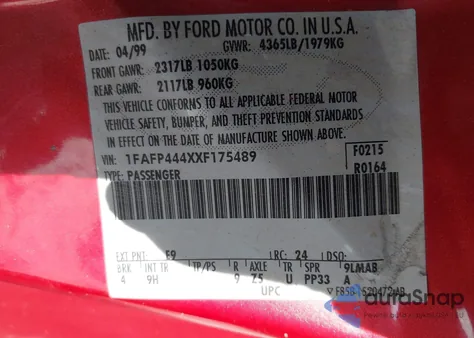 MFD. BY FORD MOTOR CO. IN U.S.A.
DATE: 04/99 GVWR: 4365LB/1979KG
FRONT GAWR: 2317LB 1050KG
REAR GAWR: 2117LB 960KG
THIS VEHICLE CONFORMS TO ALL APPLICABLE FEDERAL MOTOR
VEHICLE SAFETY, BUMPER, AND THEFT PREVENTION STANDARDS
IN EFFECT ON THE DATE OF MANUFACTURE SHOWN ABOVE.
VIN: 1FAFP444XXF175489 F0215
TYPE: PASSENGER R0164
EXT PNT: E9 RC: 24 DSO:
BRK INT TR TP/PS R AXLE TR SPR 9LMAB
4 9H 9 Z5 U PP33 A
UPC
AutoSnap